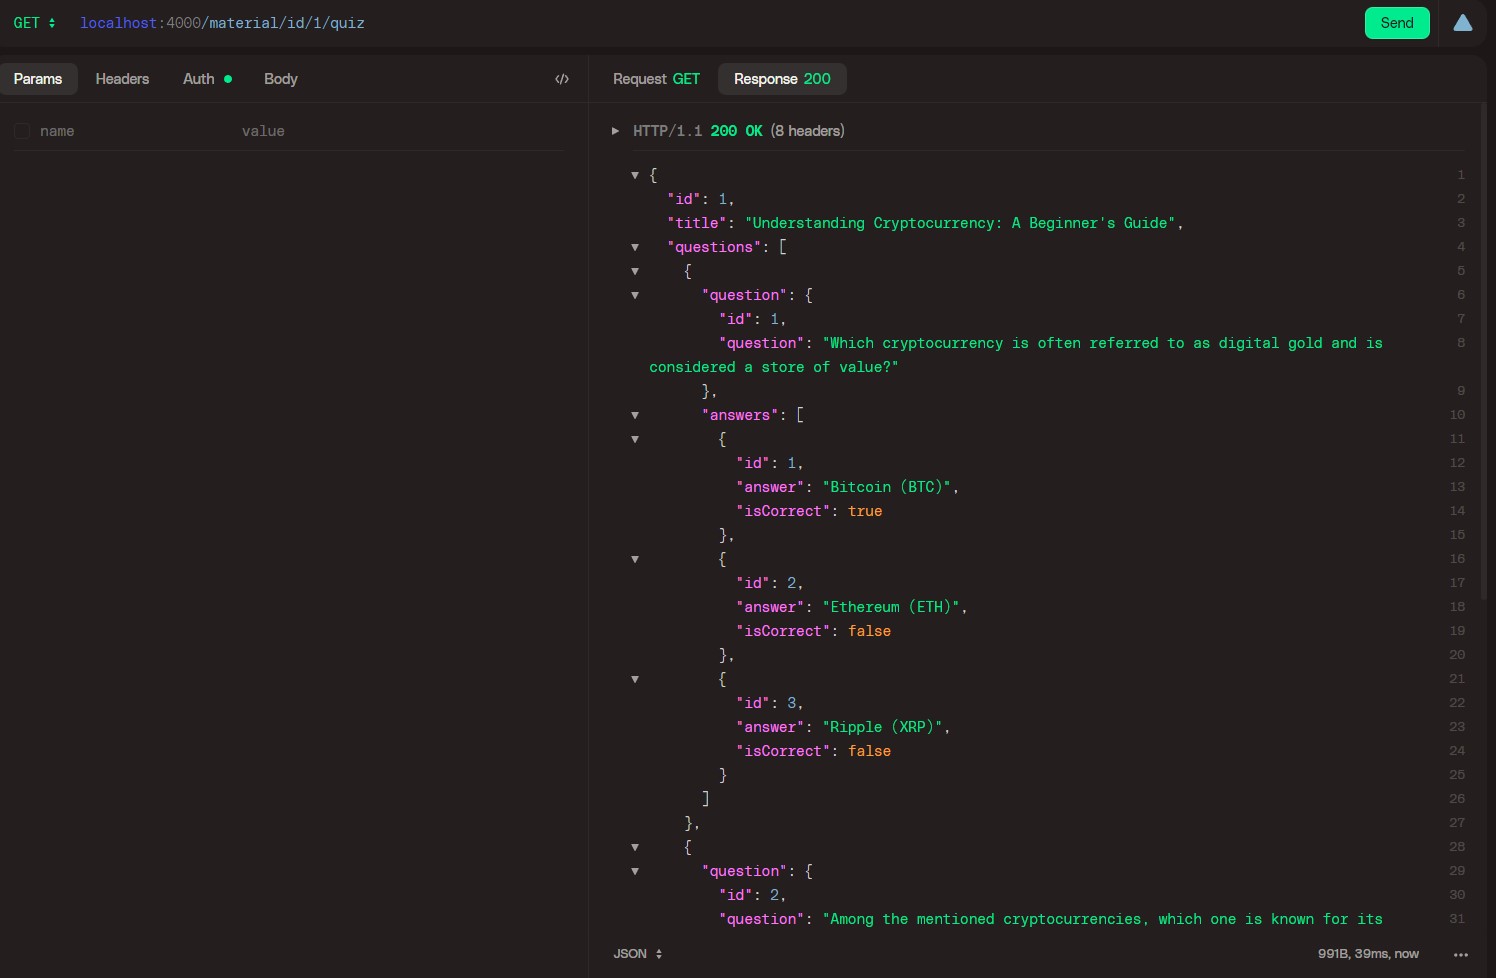 GET localhost:4000/material/id/1/quiz Send
Params Headers Auth Body </>
Request GET Response 200
name value
HTTP/1.1 200 OK (8 headers)
{ 1
"id": 1, 2
"title": "Understanding Cryptocurrency: A Beginner's Guide", 3
"questions": [ 4
{ 5
"question": { 6
"id": 1, 7
"question": "Which cryptocurrency is often referred to as digital gold and is 8
considered a store of value?"
}, 9
"answers": [ 10
{ 11
"id": 1, 12
"answer": "Bitcoin (BTC)", 13
"isCorrect": true 14
}, 15
{ 16
"id": 2, 17
"answer": "Ethereum (ETH)", 18
"isCorrect": false 19
}, 20
{ 21
"id": 3, 22
"answer": "Ripple (XRP)", 23
"isCorrect": false 24
} 25
] 26
}, 27
{ 28
"question": { 29
"id": 2, 30
"question": "Among the mentioned cryptocurrencies, which one is known for its 31
JSON 991B, 39ms, now